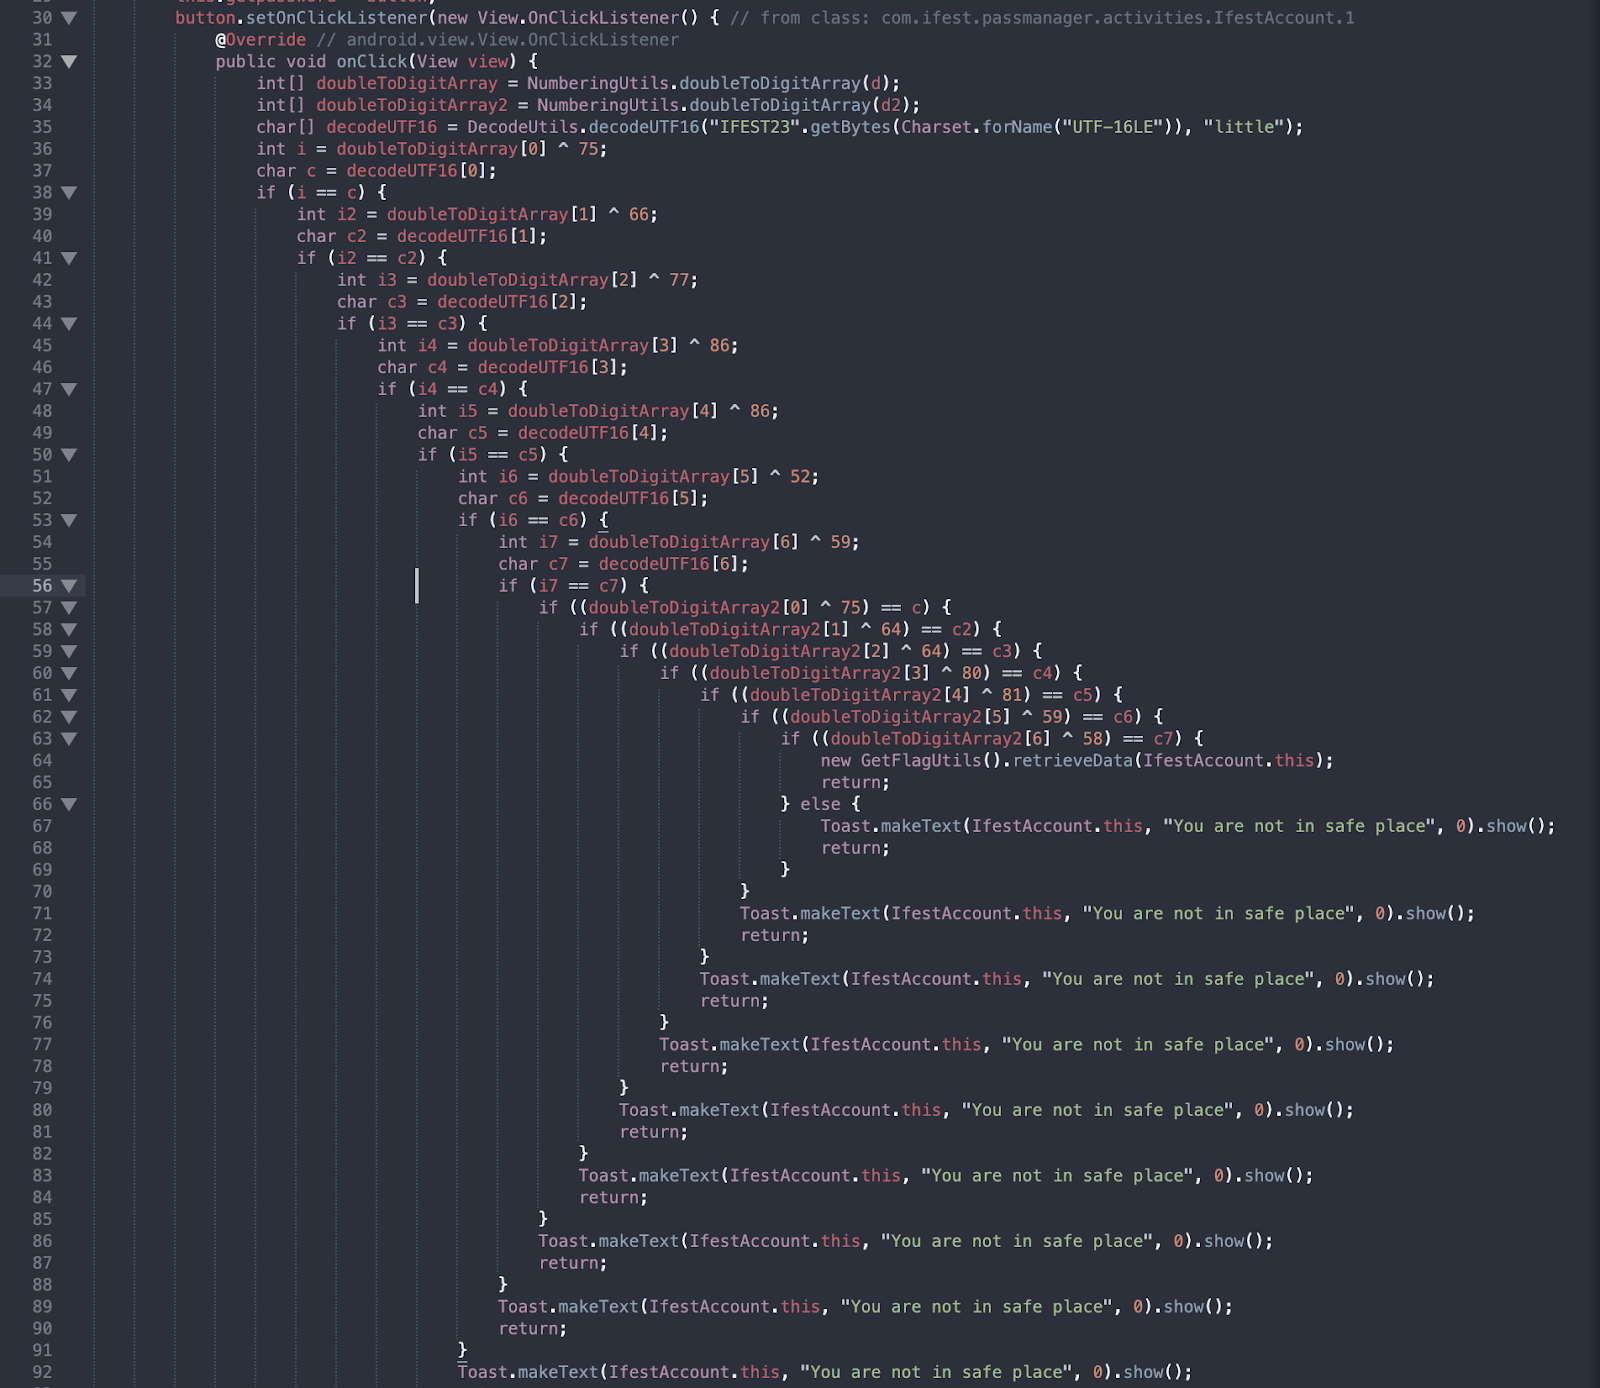 30 button.setOnClickListener(new View.OnClickListener() { // from class: com.ifest.passmanager.activities.IfestAccount.1
31 @Override // android.view.View.OnClickListener
32 public void onClick(View view) {
33 int[] doubleToDigitArray = NumberingUtils.doubleToDigitArray(d);
34 int[] doubleToDigitArray2 = NumberingUtils.doubleToDigitArray(d2);
35 char[] decodeUTF16 = DecodeUtils.decodeUTF16("IFEST23".getBytes(Charset.forName("UTF-16LE")), "little");
36 int i = doubleToDigitArray[0] ^ 75;
37 char c = decodeUTF16[0];
38 if (i == c) {
39 int i2 = doubleToDigitArray[1] ^ 66;
40 char c2 = decodeUTF16[1];
41 if (i2 == c2) {
42 int i3 = doubleToDigitArray[2] ^ 77;
43 char c3 = decodeUTF16[2];
44 if (i3 == c3) {
45 int i4 = doubleToDigitArray[3] ^ 86;
46 char c4 = decodeUTF16[3];
47 if (i4 == c4) {
48 int i5 = doubleToDigitArray[4] ^ 86;
49 char c5 = decodeUTF16[4];
50 if (i5 == c5) {
51 int i6 = doubleToDigitArray[5] ^ 52;
52 char c6 = decodeUTF16[5];
53 if (i6 == c6) {
54 int i7 = doubleToDigitArray[6] ^ 59;
55 char c7 = decodeUTF16[6];
56 if (i7 == c7) {
57 if ((doubleToDigitArray2[0] ^ 75) == c) {
58 if ((doubleToDigitArray2[1] ^ 64) == c2) {
59 if ((doubleToDigitArray2[2] ^ 64) == c3) {
60 if ((doubleToDigitArray2[3] ^ 80) == c4) {
61 if ((doubleToDigitArray2[4] ^ 81) == c5) {
62 if ((doubleToDigitArray2[5] ^ 59) == c6) {
63 if ((doubleToDigitArray2[6] ^ 58) == c7) {
64 new GetFlagUtils().retrieveData(IfestAccount.this);
65 return;
66 } else {
67 Toast.makeText(IfestAccount.this, "You are not in safe place", 0).show();
68 return;
69 }
70 }
71 Toast.makeText(IfestAccount.this, "You are not in safe place", 0).show();
72 return;
73 }
74 Toast.makeText(IfestAccount.this, "You are not in safe place", 0).show();
75 return;
76 }
77 Toast.makeText(IfestAccount.this, "You are not in safe place", 0).show();
78 return;
79 }
80 Toast.makeText(IfestAccount.this, "You are not in safe place", 0).show();
81 return;
82 }
83 Toast.makeText(IfestAccount.this, "You are not in safe place", 0).show();
84 return;
85 }
86 Toast.makeText(IfestAccount.this, "You are not in safe place", 0).show();
87 return;
88 }
89 Toast.makeText(IfestAccount.this, "You are not in safe place", 0).show();
90 return;
91 }
92 Toast.makeText(IfestAccount.this, "You are not in safe place", 0).show();